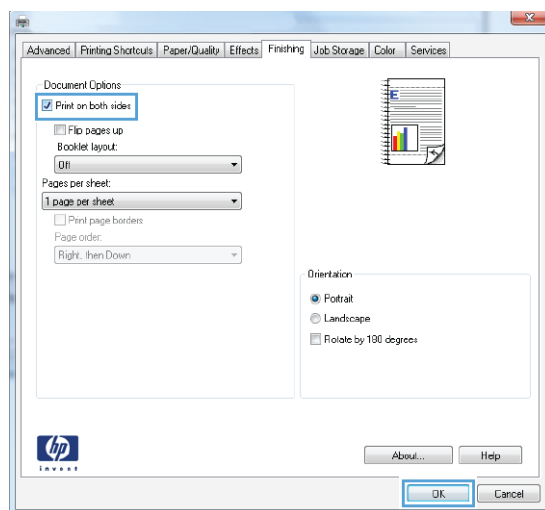 Advanced Printing Shortcuts Paper/Quality Effects Finishing Job Storage Color Services
Document Options
Print on both sides
Flip pages up
Booklet layout:
Off
Pages per sheet:
1 page per sheet
Print page borders
Page order:
Right, then Down
E
Orientation
Portrait
Landscape
Rotate by 180 degrees
hp
invent
About... Help
OK Cancel